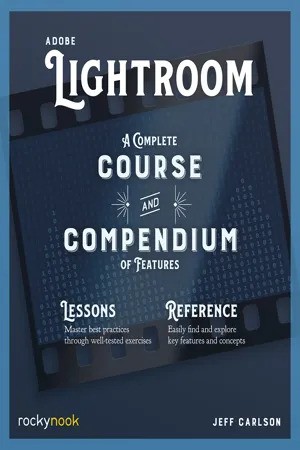 ADOBE
LIGHTROOM
A COMPLETE
COURSE
AND
COMPENDIUM
OF FEATURES
LESSONS
Master best practices
through well-tested exercises
REFERENCE
Easily find and explore
key features and concepts
rockynook
JEFF CARLSON